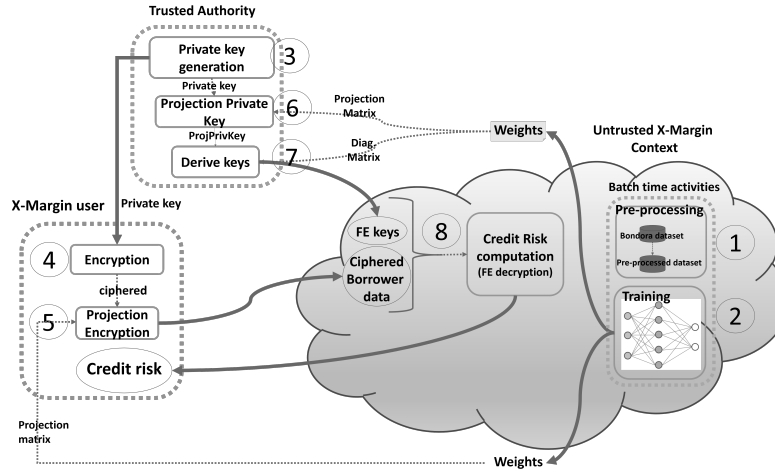 Trusted Authority
Private key
generation
3
Private key
Projection Private
Key
6
ProjPrivKey
Derive keys
7
Projection
Matrix
Diag.
Matrix
Weights
Untrusted X-Margin
Context
Batch time activities
Pre-processing
Bondora dataset
Pre-processed dataset
1
Training
2
X-Margin user
Private key
4
Encryption
ciphered
5
Projection
Encryption
Credit risk
FE keys
Ciphered
Borrower
data
8
Credit Risk
computation
(FE decryption)
Projection
matrix
Weights